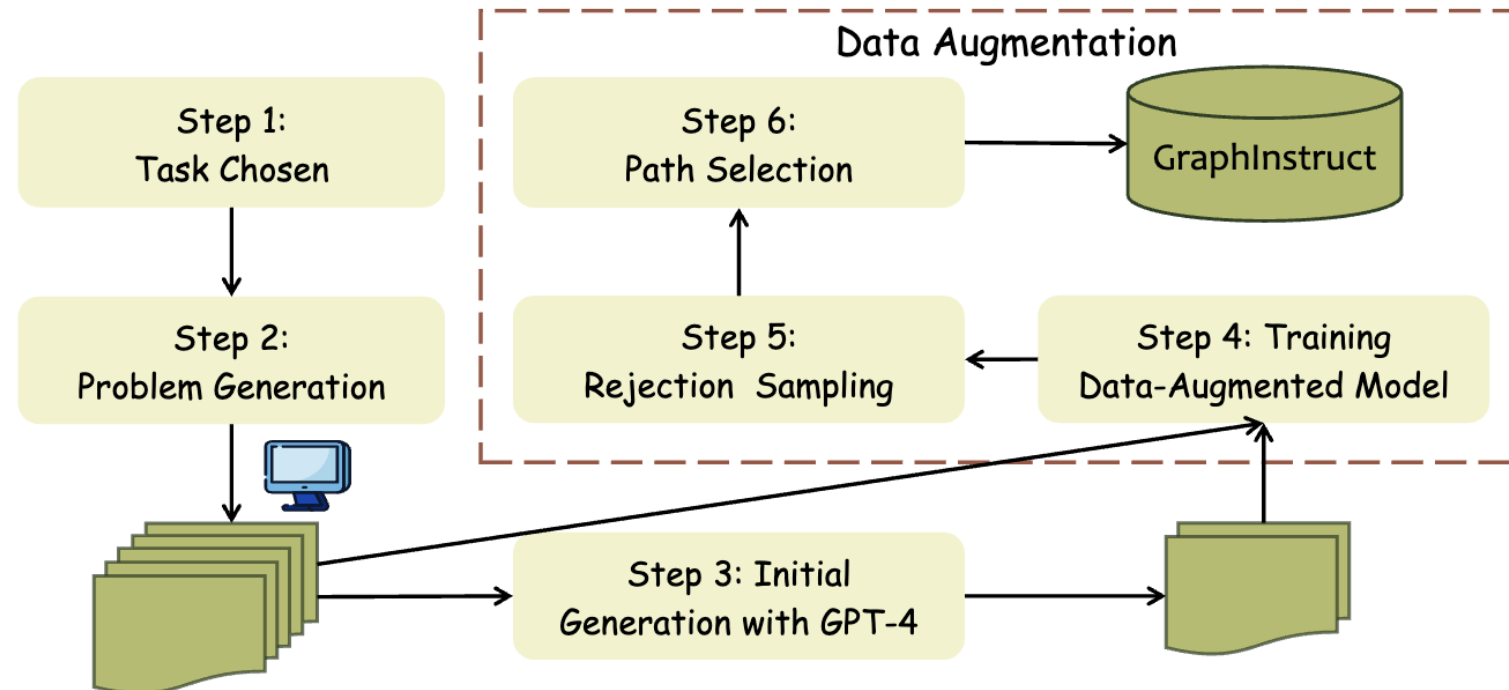 Data Augmentation
Step 1:
Task Chosen
Step 6:
Path Selection
GraphInstruct
Step 2:
Problem Generation
Step 5:
Rejection Sampling
Step 4: Training
Data-Augmented Model
Step 3: Initial
Generation with GPT-4